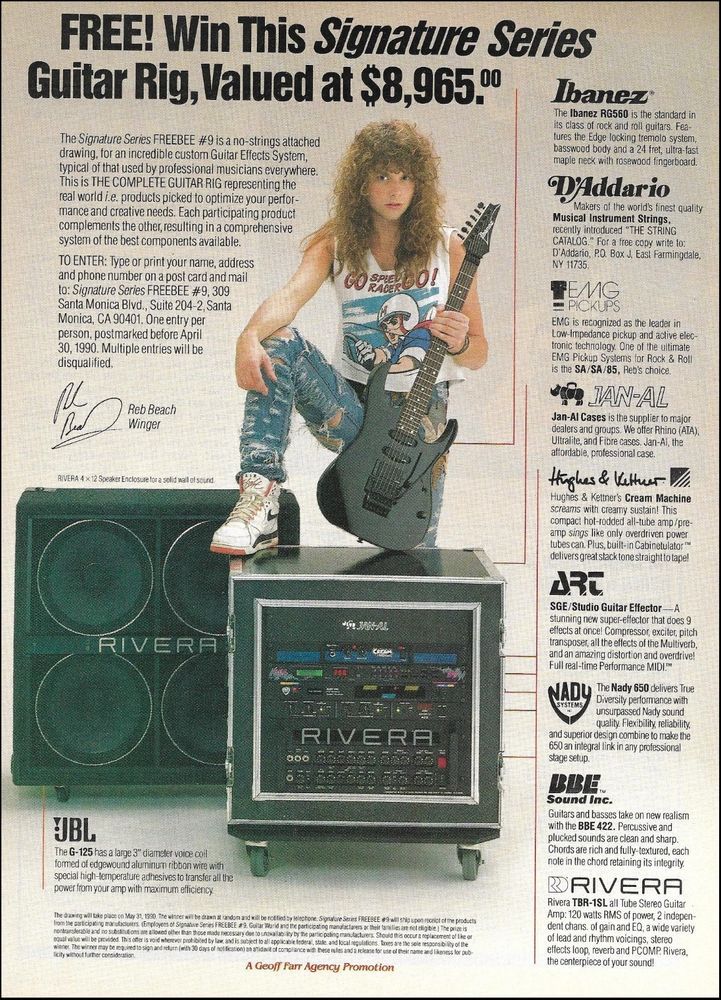 FREE! Win This Signature Series
Guitar Rig, Valued at $8,965.00
The Signature Series FREEBEE #9 is a no-strings attached
drawing, for an incredible custom Guitar Effects System,
typical of that used by professional musicians everywhere.
This is THE COMPLETE GUITAR RIG representing the
real world i.e. products picked to optimize your perfor-
mance and creative needs. Each participating product
complements the other, resulting in a comprehensive
system of the best components available.
TO ENTER: Type or print your name, address
and phone number on a post card and mail
to: Signature Series FREEBEE #9, 309
Santa Monica Blvd., Suite 204-2, Santa
Monica, CA 90401. One entry per
person, postmarked before April
30, 1990. Multiple entries will be
disqualified.
Reb Beach
Reb Beach
Winger
GO SPEED
RACER GO!
RIVERA 4 x 12 Speaker Enclosure for a solid wall of sound.
RIVERA
JAN-AL
CREAM
RIVERA
JBL
The G-125 has a large 3" diameter voice coil
formed of edgewound aluminum ribbon wire with
special high-temperature adhesives to transfer all the
power from your amp with maximum efficiency.
Ibanez®
The Ibanez RG560 is the standard in
its class of rock and roll guitars. Fea-
tures the Edge locking tremolo system,
basswood body and a 24 fret, ultra-fast
maple neck with rosewood fingerboard.
D'Addario
Makers of the world's finest quality
Musical Instrument Strings,
recently introduced "THE STRING
CATALOG." For a free copy write to:
D'Addario, P.O. Box J, East Farmingdale,
NY 11735.
EMG
PICKUPS
EMG is recognized as the leader in
Low-Impedance pickup and active elec-
tronic technology. One of the ultimate
EMG Pickup Systems for Rock & Roll
is the SA/SA/85, Reb's choice.
JAN-AL
Jan-Al Cases is the supplier to major
dealers and groups. We offer Rhino (ATA),
Ultralite, and Fibre cases. Jan-Al, the
affordable, professional case.
Hughes & Kettner
Hughes & Kettner's Cream Machine
screams with creamy sustain! This
compact hot-rodded all-tube amp/pre-
amp sings like only overdriven power
tubes can. Plus, built-in Cabinetulator™
delivers great stack tone straight to tape!
ART
SGE/Studio Guitar Effector—A
stunning new super-effector that does 9
effects at once! Compressor, exciter, pitch
transposer, all the effects of the Multiverb,
and an amazing distortion and overdrive!
Full real-time Performance MIDI.™
NADY
SYSTEMS
The Nady 650 delivers True
Diversity performance with
unsurpassed Nady sound
quality. Flexibility, reliability,
and superior design combine to make the
650 an integral link in any professional
stage setup.
BBE™
Sound Inc.
Guitars and basses take on new realism
with the BBE 422. Percussive and
plucked sounds are clean and sharp.
Chords are rich and fully-textured, each
note in the chord retaining its integrity.
RIVERA
Rivera TBR-1SL all Tube Stereo Guitar
Amp: 120 watts RMS of power, 2 indepen-
dent chans. of gain and EQ, a wide variety
of lead and rhythm voicings, stereo
effects loop, reverb and PCOMP. Rivera,
the centerpiece of your sound!
The drawing will take place on May 31, 1990. The winner will be drawn at random and will be notified by telephone. Signature Series FREEBEE #9 will ship upon receipt of the products
from the participating manufacturers. (Employees of Signature Series FREEBEE #9, Guitar World and the participating manufacturers or their families are not eligible.) The prize is
nontransferable and no substitutions are allowed other than those made necessary due to unavailability by the participating manufacturers. Should this occur a replacement of like or
equal value will be provided. This offer is void wherever prohibited by law, and is subject to all applicable federal, state, and local regulations. Taxes are the sole responsibility of the
winner. The winner may be required to sign and return (with 30 days of notification) an affidavit of compliance with these rules and a release for use of their name and likeness for pub-
licity without further consideration.
A Geoff Farr Agency Promotion